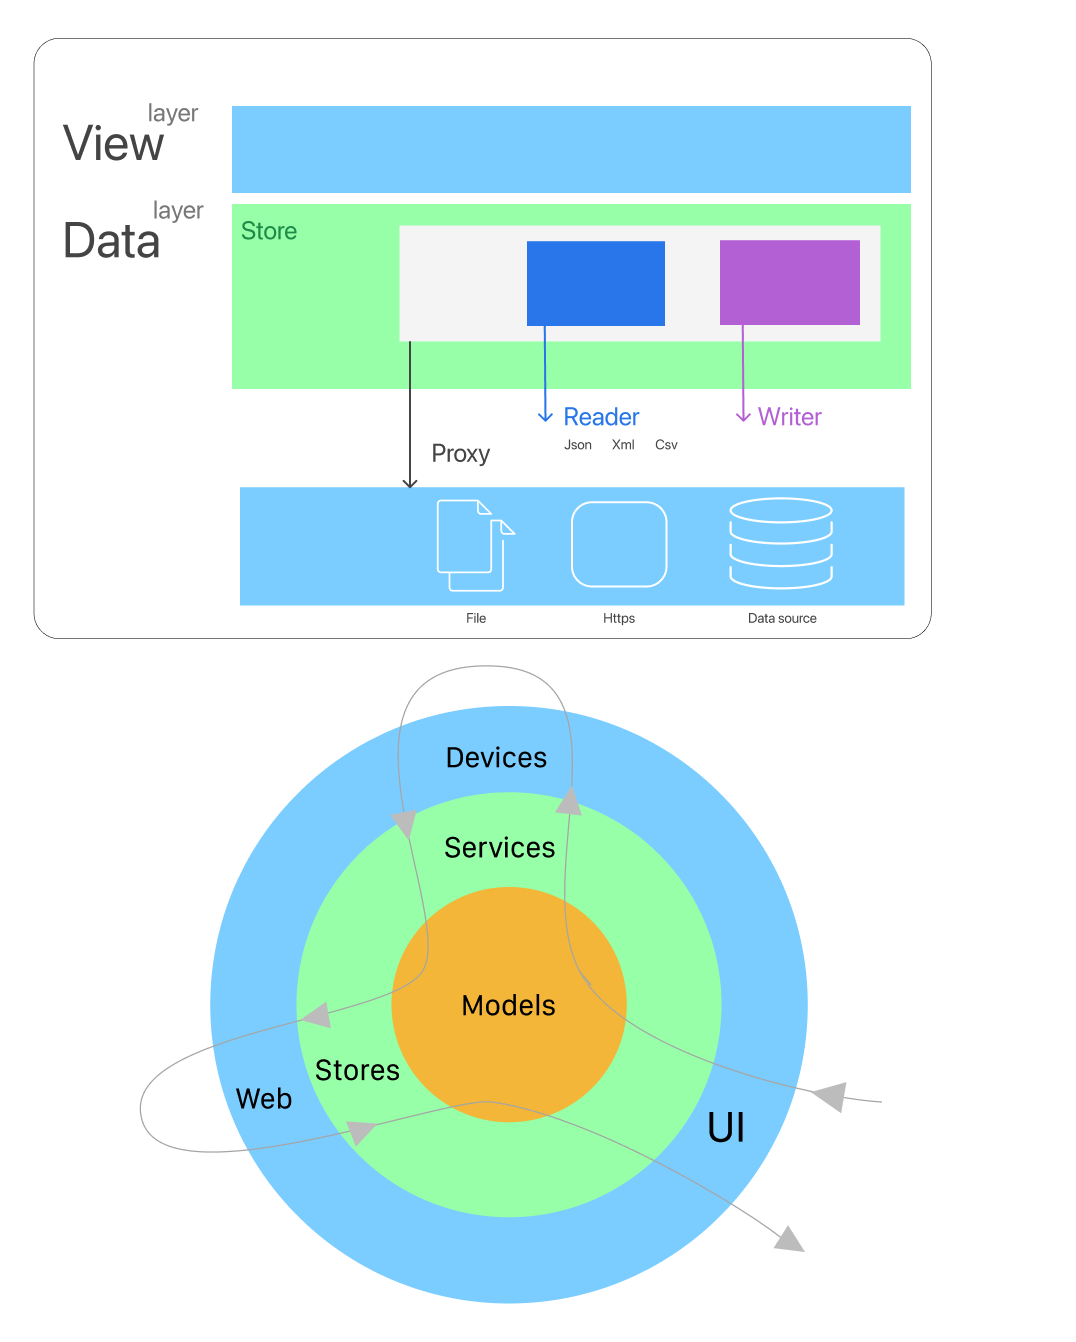 layer
View
layer
Data
Store
Reader
Writer
Json Xml Csv
Proxy
File Https Data source
Devices
Services
Models
Stores
Web
UI